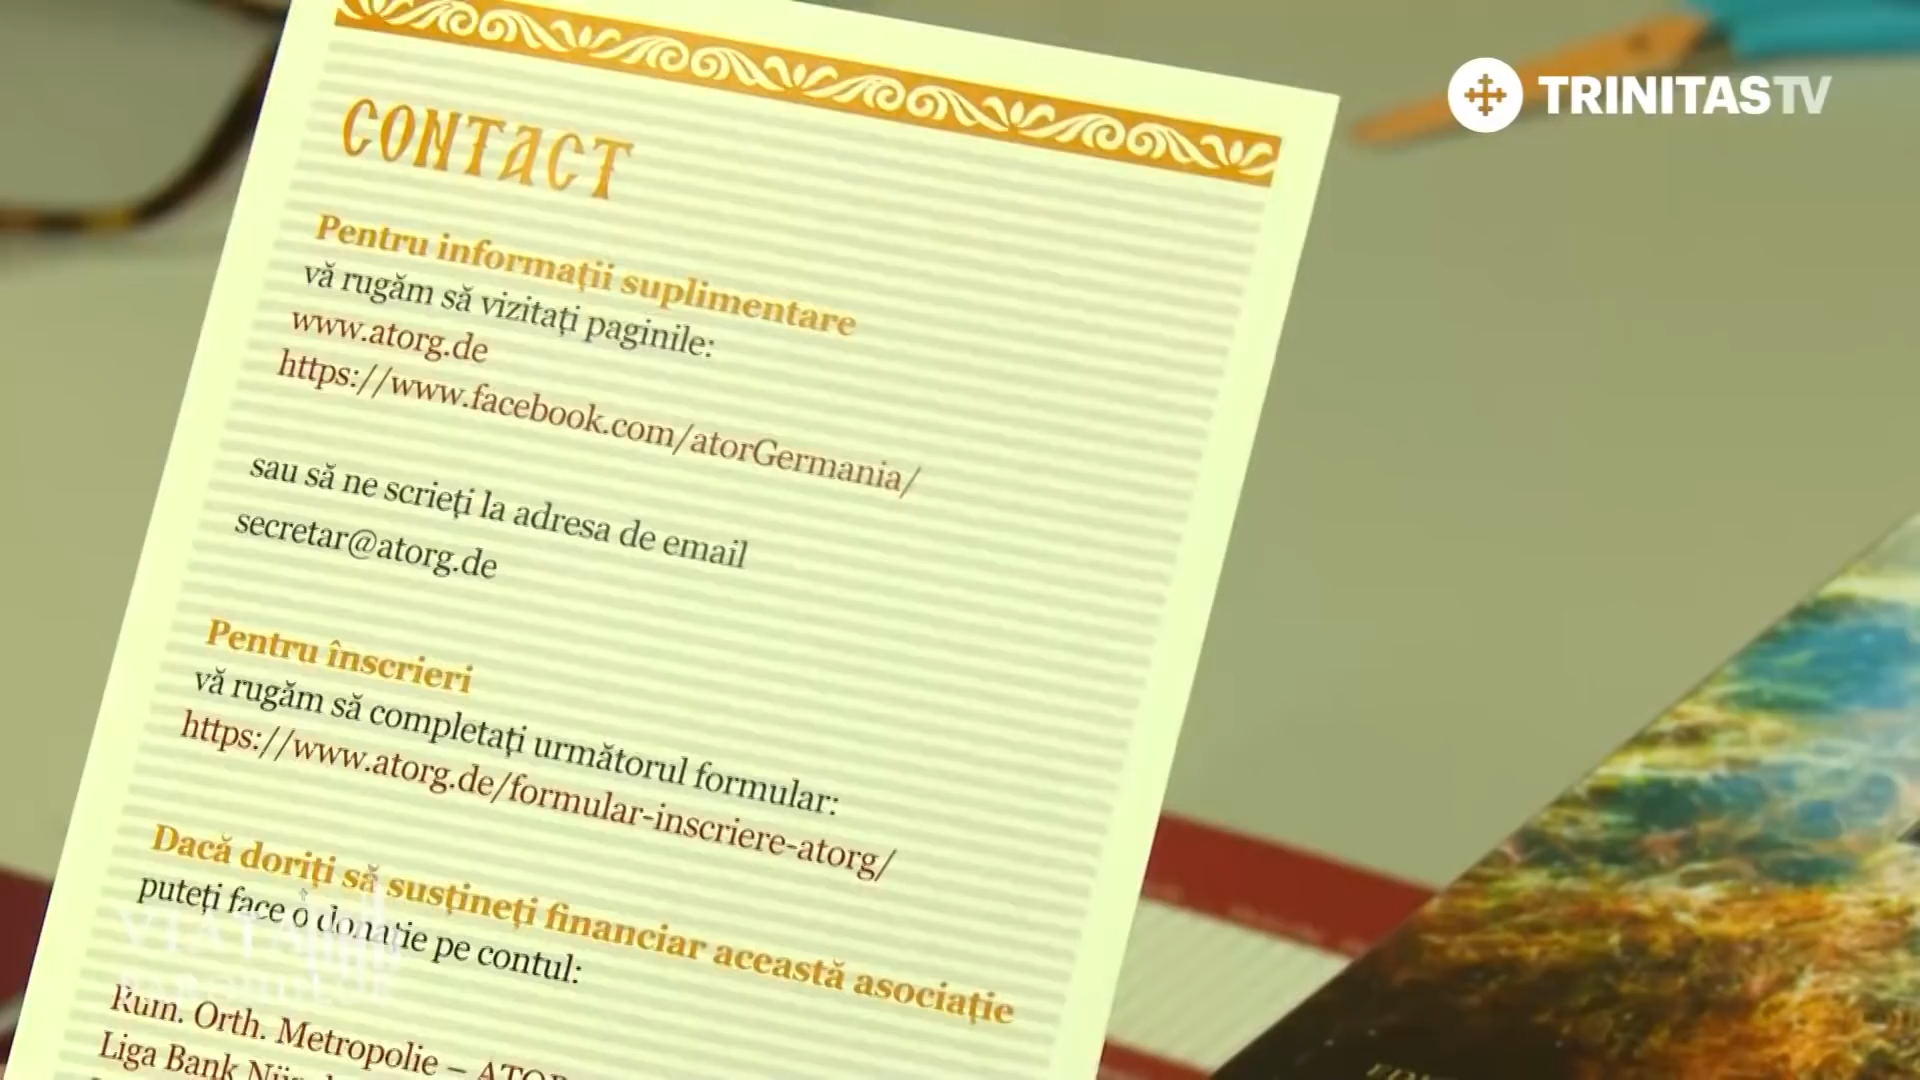 TRINITASTV
CONTACT
Pentru informații suplimentare
vă rugăm să vizitați paginile:
www.atorg.de
https://www.facebook.com/atorGermania/
sau să ne scrieți la adresa de email
secretar@atorg.de
Pentru înscrieri
vă rugăm să completați următorul formular:
https://www.atorg.de/formular-inscriere-atorg/
Dacă doriți să susțineți financiar această asociație
puteți face o donație pe contul:
Rum. Orth. Metropolie –
Liga Bank